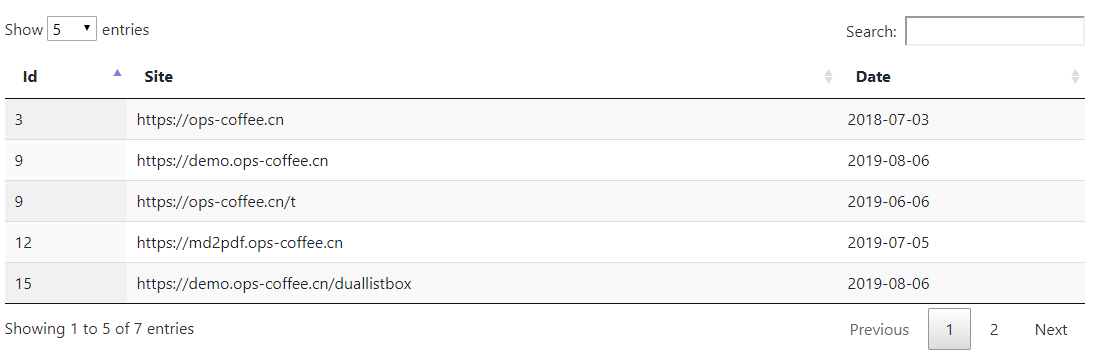 Show 5 entries Search:
Id Site Date
3 https://ops-coffee.cn 2018-07-03
9 https://demo.ops-coffee.cn 2019-08-06
9 https://ops-coffee.cn/t 2019-06-06
12 https://md2pdf.ops-coffee.cn 2019-07-05
15 https://demo.ops-coffee.cn/duallistbox 2019-08-06
Showing 1 to 5 of 7 entries Previous 1 2 Next